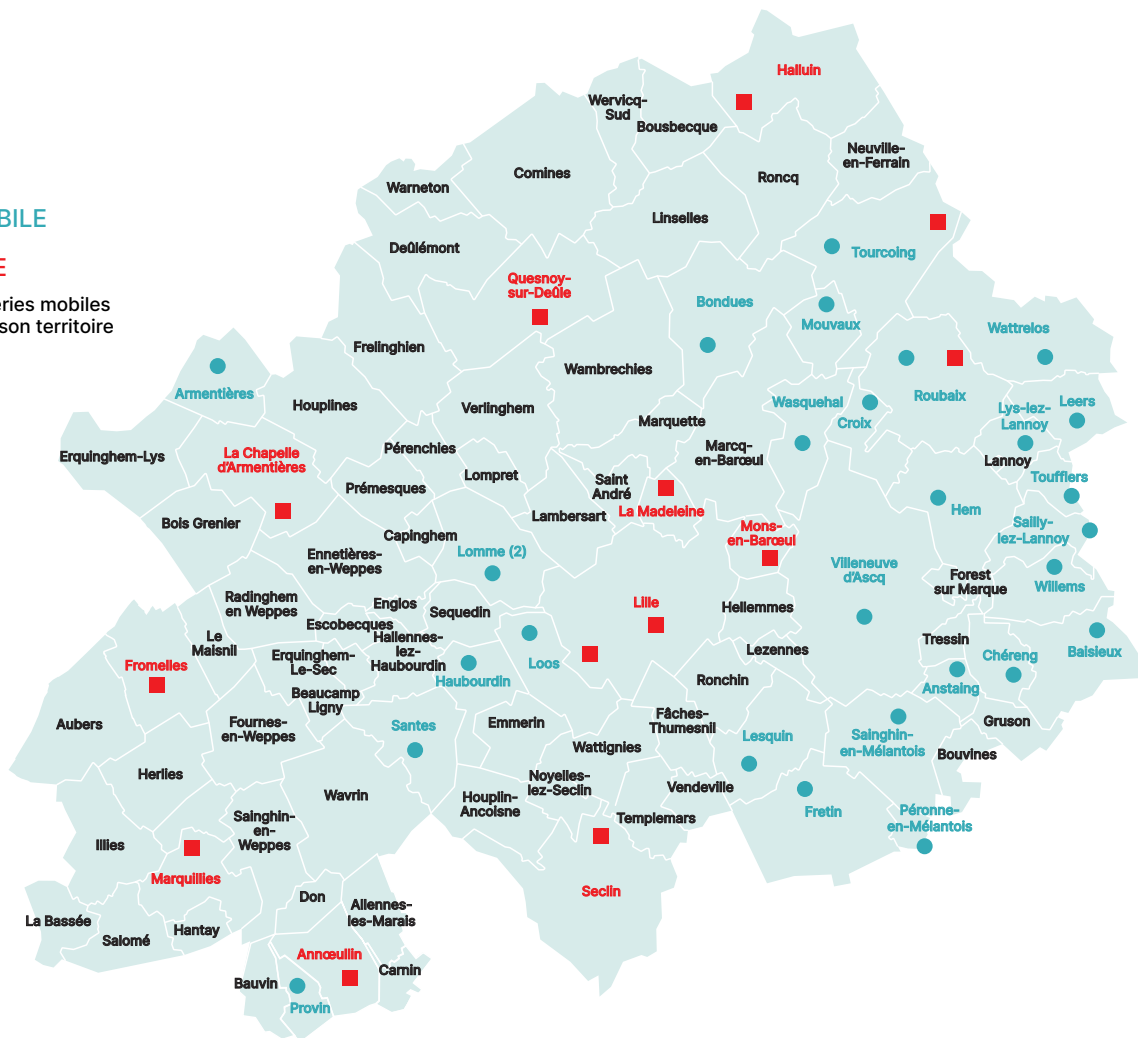 BILE
E
eries mobiles
son territoire
Halluin
Wervicq-
Sud
Bousbecque
Neuville-
en-Ferrain
Comines
Roncq
Warneton
Linselles
Deûlémont
Tourcoing
Quesnoy-
sur-Deûle
Bondues
Mouvaux
Wattrelos
Frelinghien
Wambrechies
Armentières
Roubaix
Houplines
Verlinghem
Wasquehal
Croix
Lys-lez-
Lannoy
Leers
Marquette
Marcq-
en-Barœul
Erquinghem-Lys
La Chapelle
d'Armentières
Pérenchies
Lannoy
Lompret
Toufflers
Prémesques
Saint
André
La Madeleine
Lambersart
Hem
Bois Grenier
Sailly-
lez-Lannoy
Mons-
en-Barœul
Capinghem
Ennetières-
en-Weppes
Lomme (2)
Villeneuve
d'Ascq
Forest
sur Marque
Willems
Radinghem
en Weppes
Englos
Sequedin
Lille
Hellemmes
Escobecques
Le
Maisnil
Hallennes-
lez-
Haubourdin
Tressin
Lezennes
Baisieux
Fromelles
Erquinghem-
Le-Sec
Loos
Chéreng
Haubourdin
Ronchin
Anstaing
Beaucamp
Ligny
Aubers
Fournes-
en-Weppes
Santes
Emmerin
Fâches-
Thumesnil
Gruson
Lesquin
Sainghin-
en-Mélantois
Wattignies
Bouvines
Herlies
Noyelles-
lez-Seclin
Vendeville
Wavrin
Houplin-
Ancoisne
Fretin
Péronne-
en-Mélantois
Templemars
Sainghin-
en-
Weppes
Illies
Marquillies
Seclin
Don
Allennes-
les-Marais
La Bassée
Hantay
Salomé
Annœullin
Carnin
Bauvin
Provin